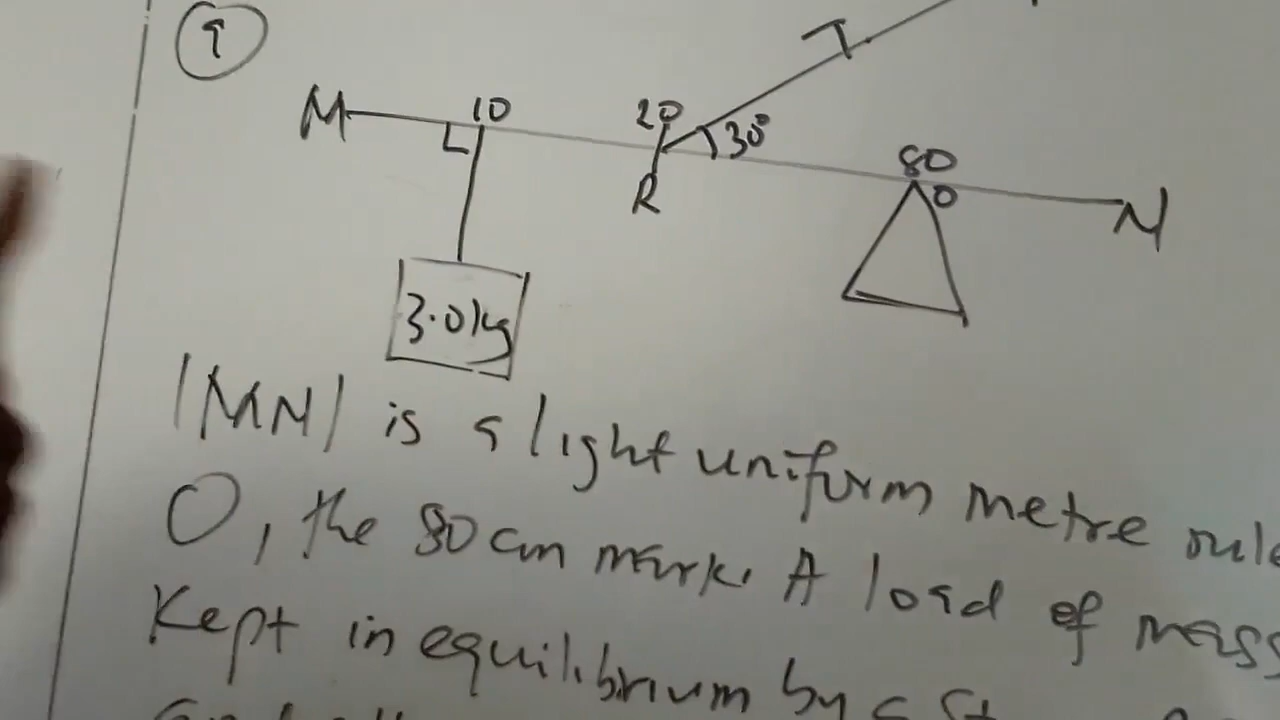 9
M 10 20 30° T
R 80 O N
3.0kg
|MN| is a light uniform metre rule
O, the 80cm mark. A load of mass
Kept in equilibrium by a